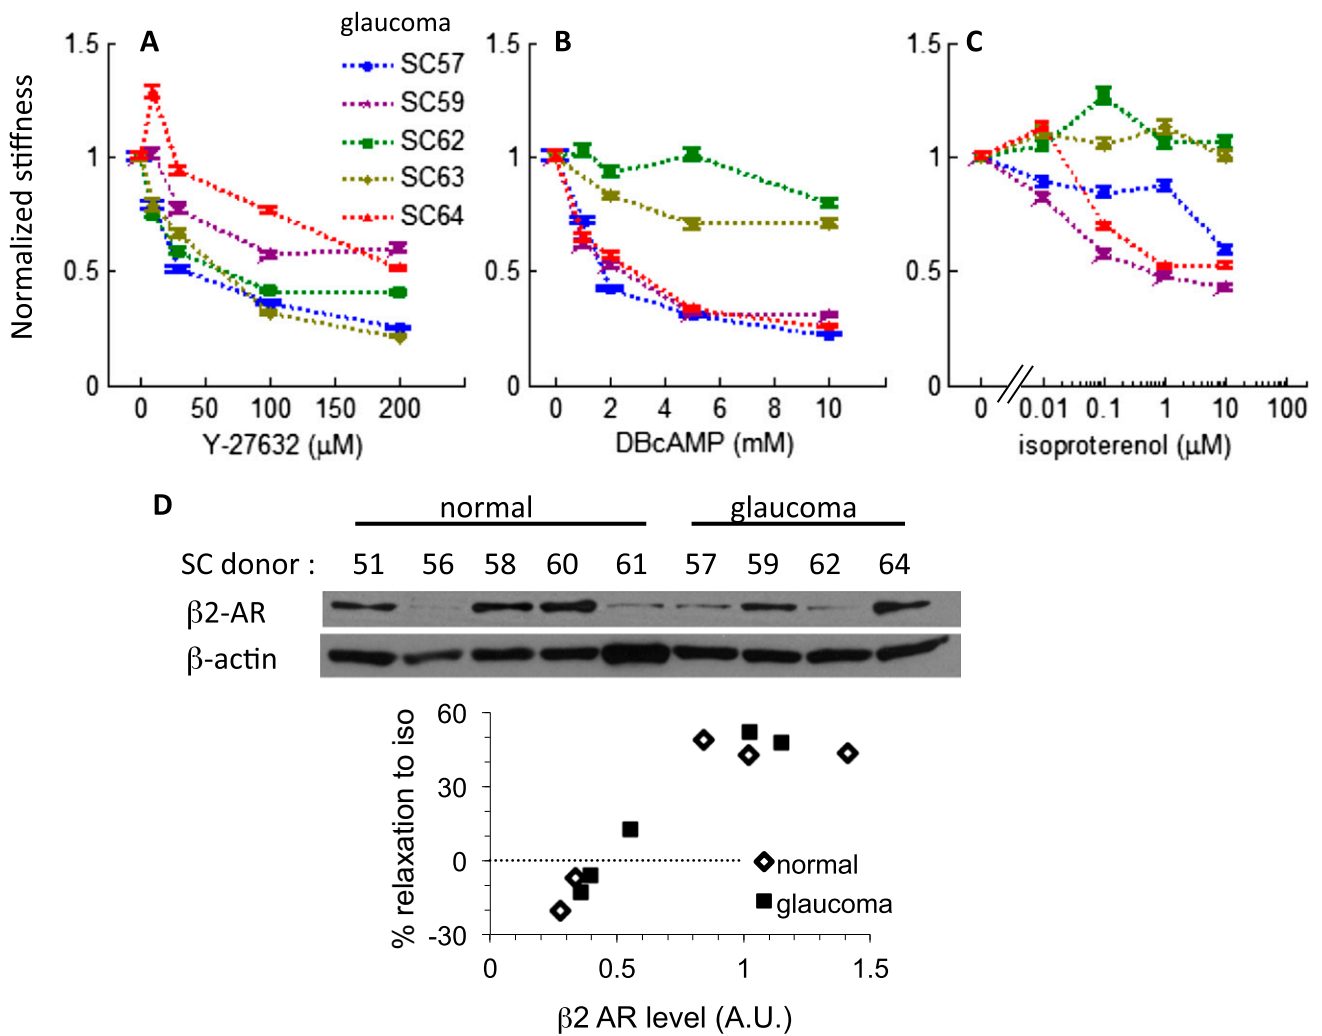 glaucoma
A
SC57
SC59
SC62
SC63
SC64
Normalized stiffness
1.5
1
0.5
0
0 50 100 150 200
Y-27632 (μM)
B
1.5
1
0.5
0
0 2 4 6 8 10
DBcAMP (mM)
C
1.5
1
0.5
0
0 0.01 0.1 1 10 100
isoproterenol (μM)
D
normal glaucoma
SC donor : 51 56 58 60 61 57 59 62 64
β2-AR
β-actin
% relaxation to iso
60
30
0
-30
normal
glaucoma
0 0.5 1 1.5
β2 AR level (A.U.)